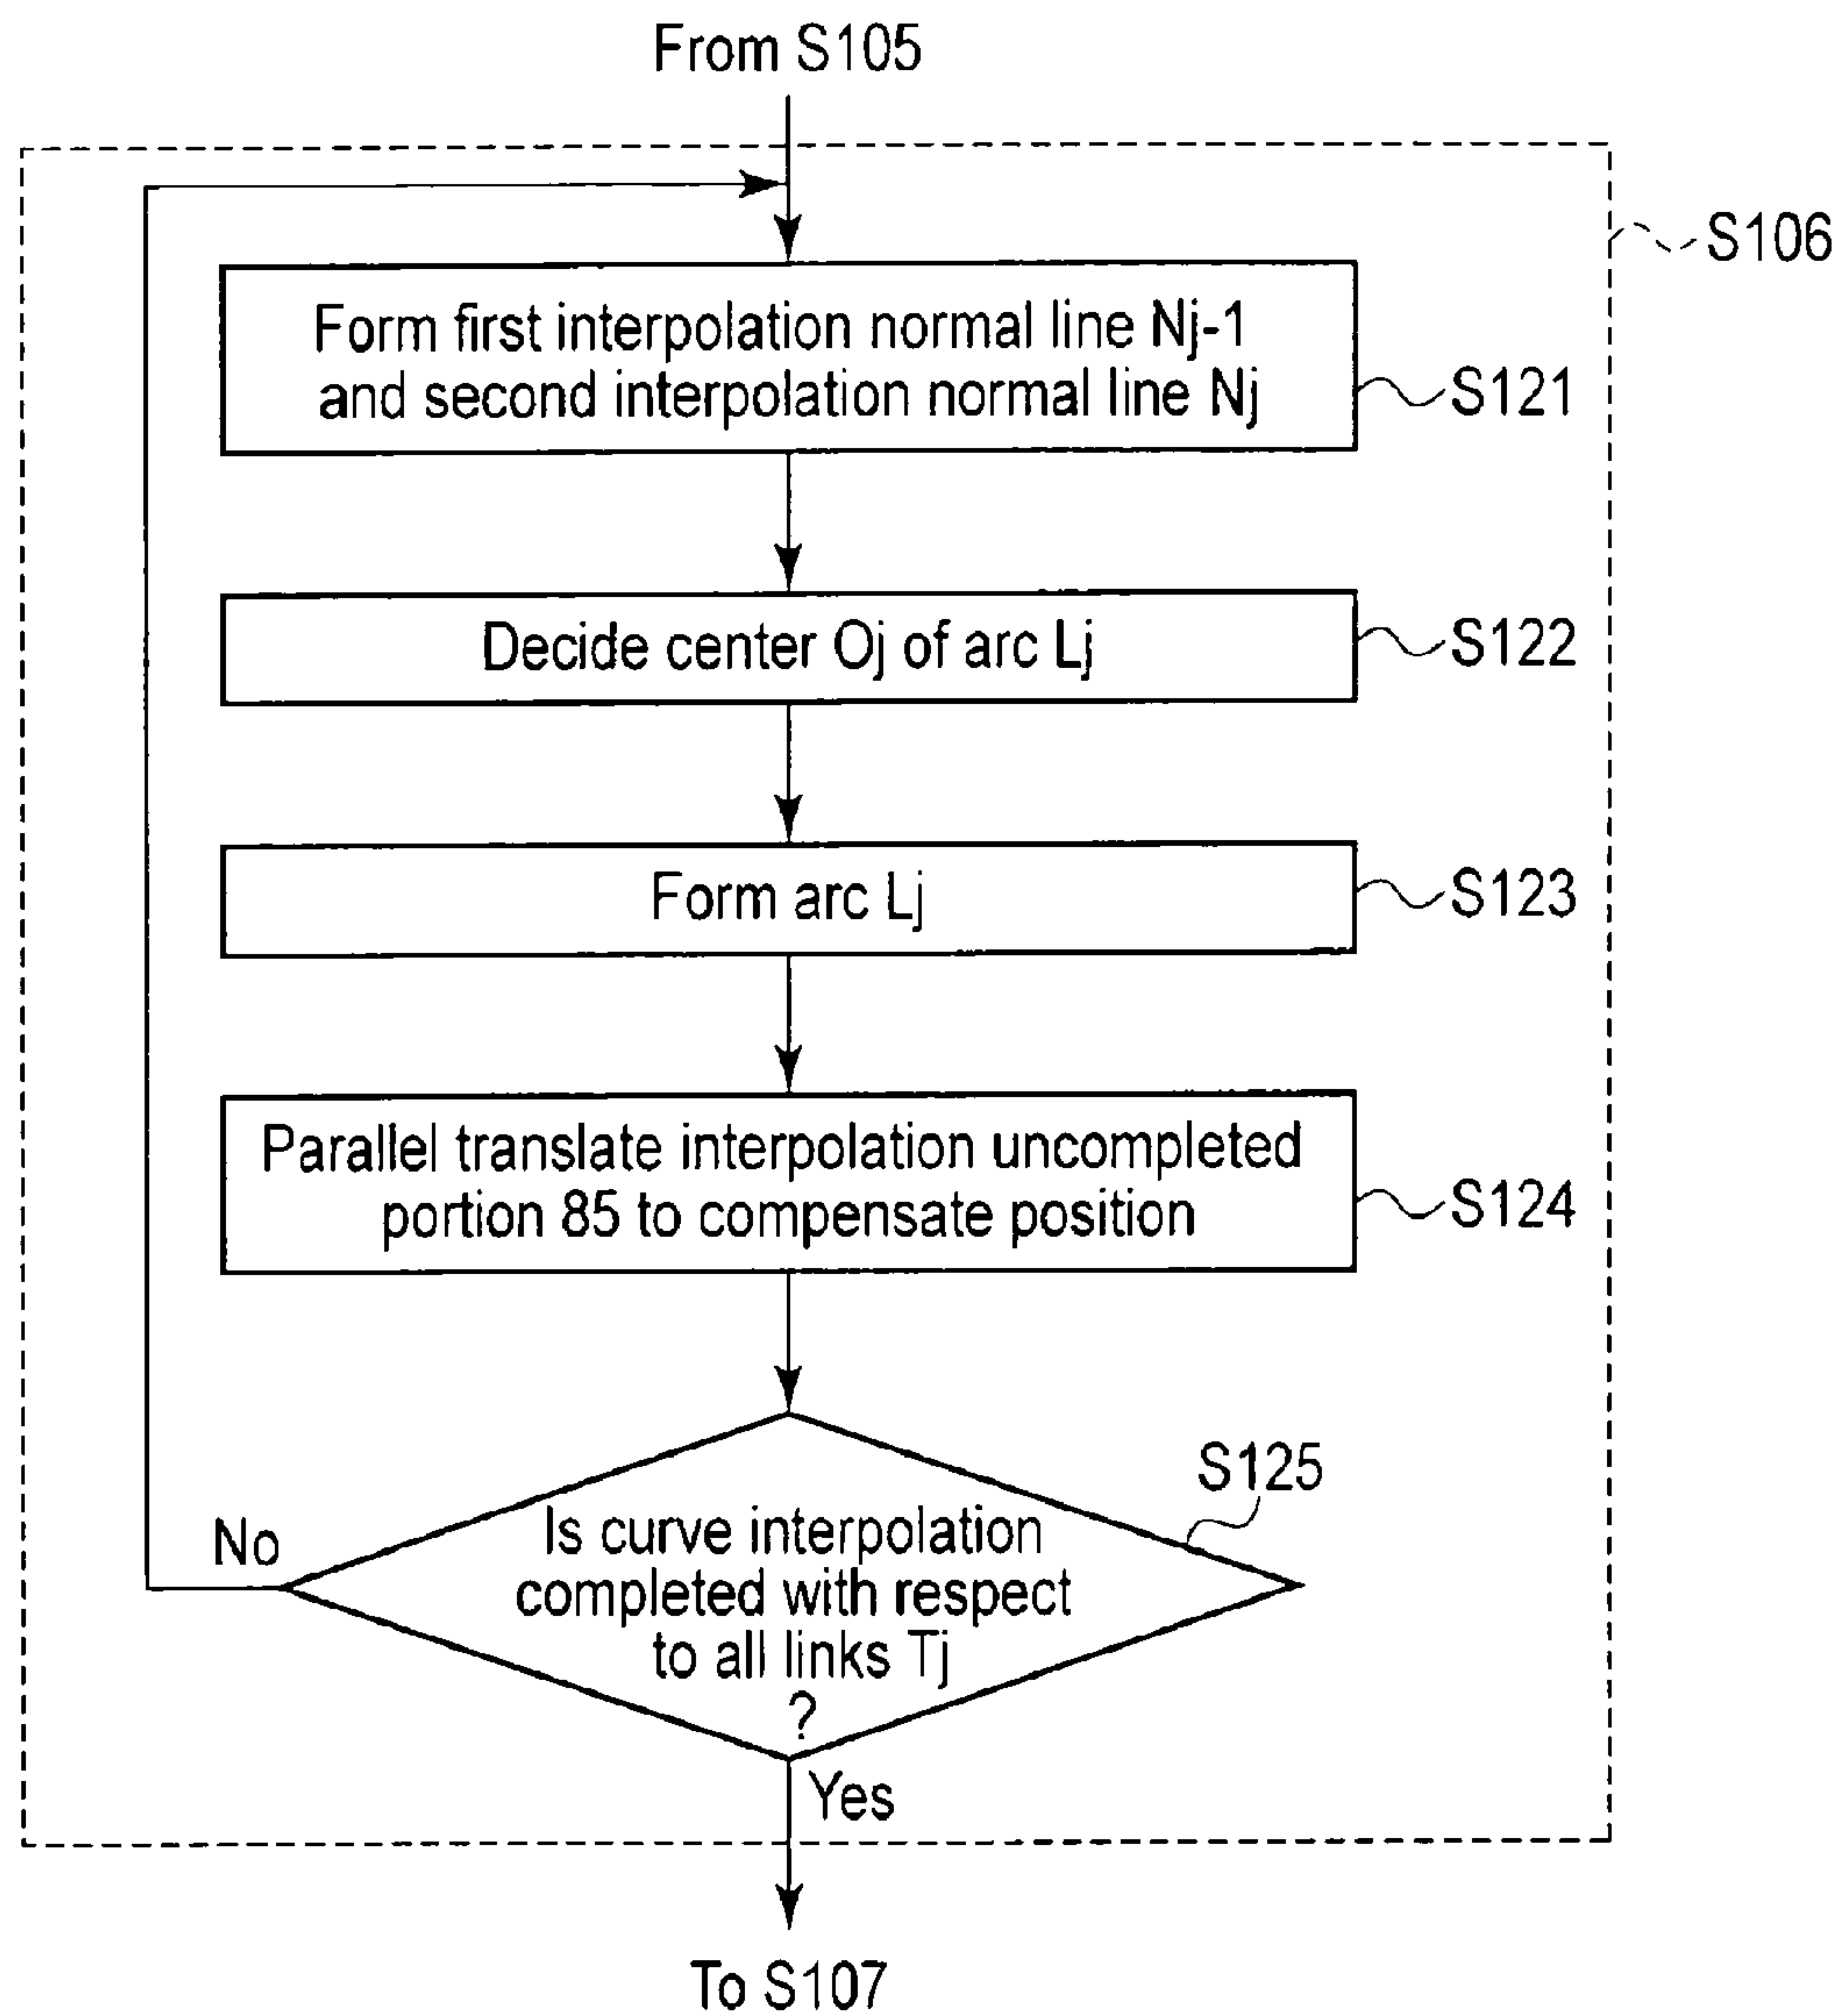 From S105
S106
Form first interpolation normal line Nj-1
and second interpolation normal line Nj
S121
Decide center Oj of arc Lj
S122
Form arc Lj
S123
Parallel translate interpolation uncompleted
portion 85 to compensate position
S124
S125
Is curve interpolation
completed with respect
to all links Tj
?
No
Yes
To S107